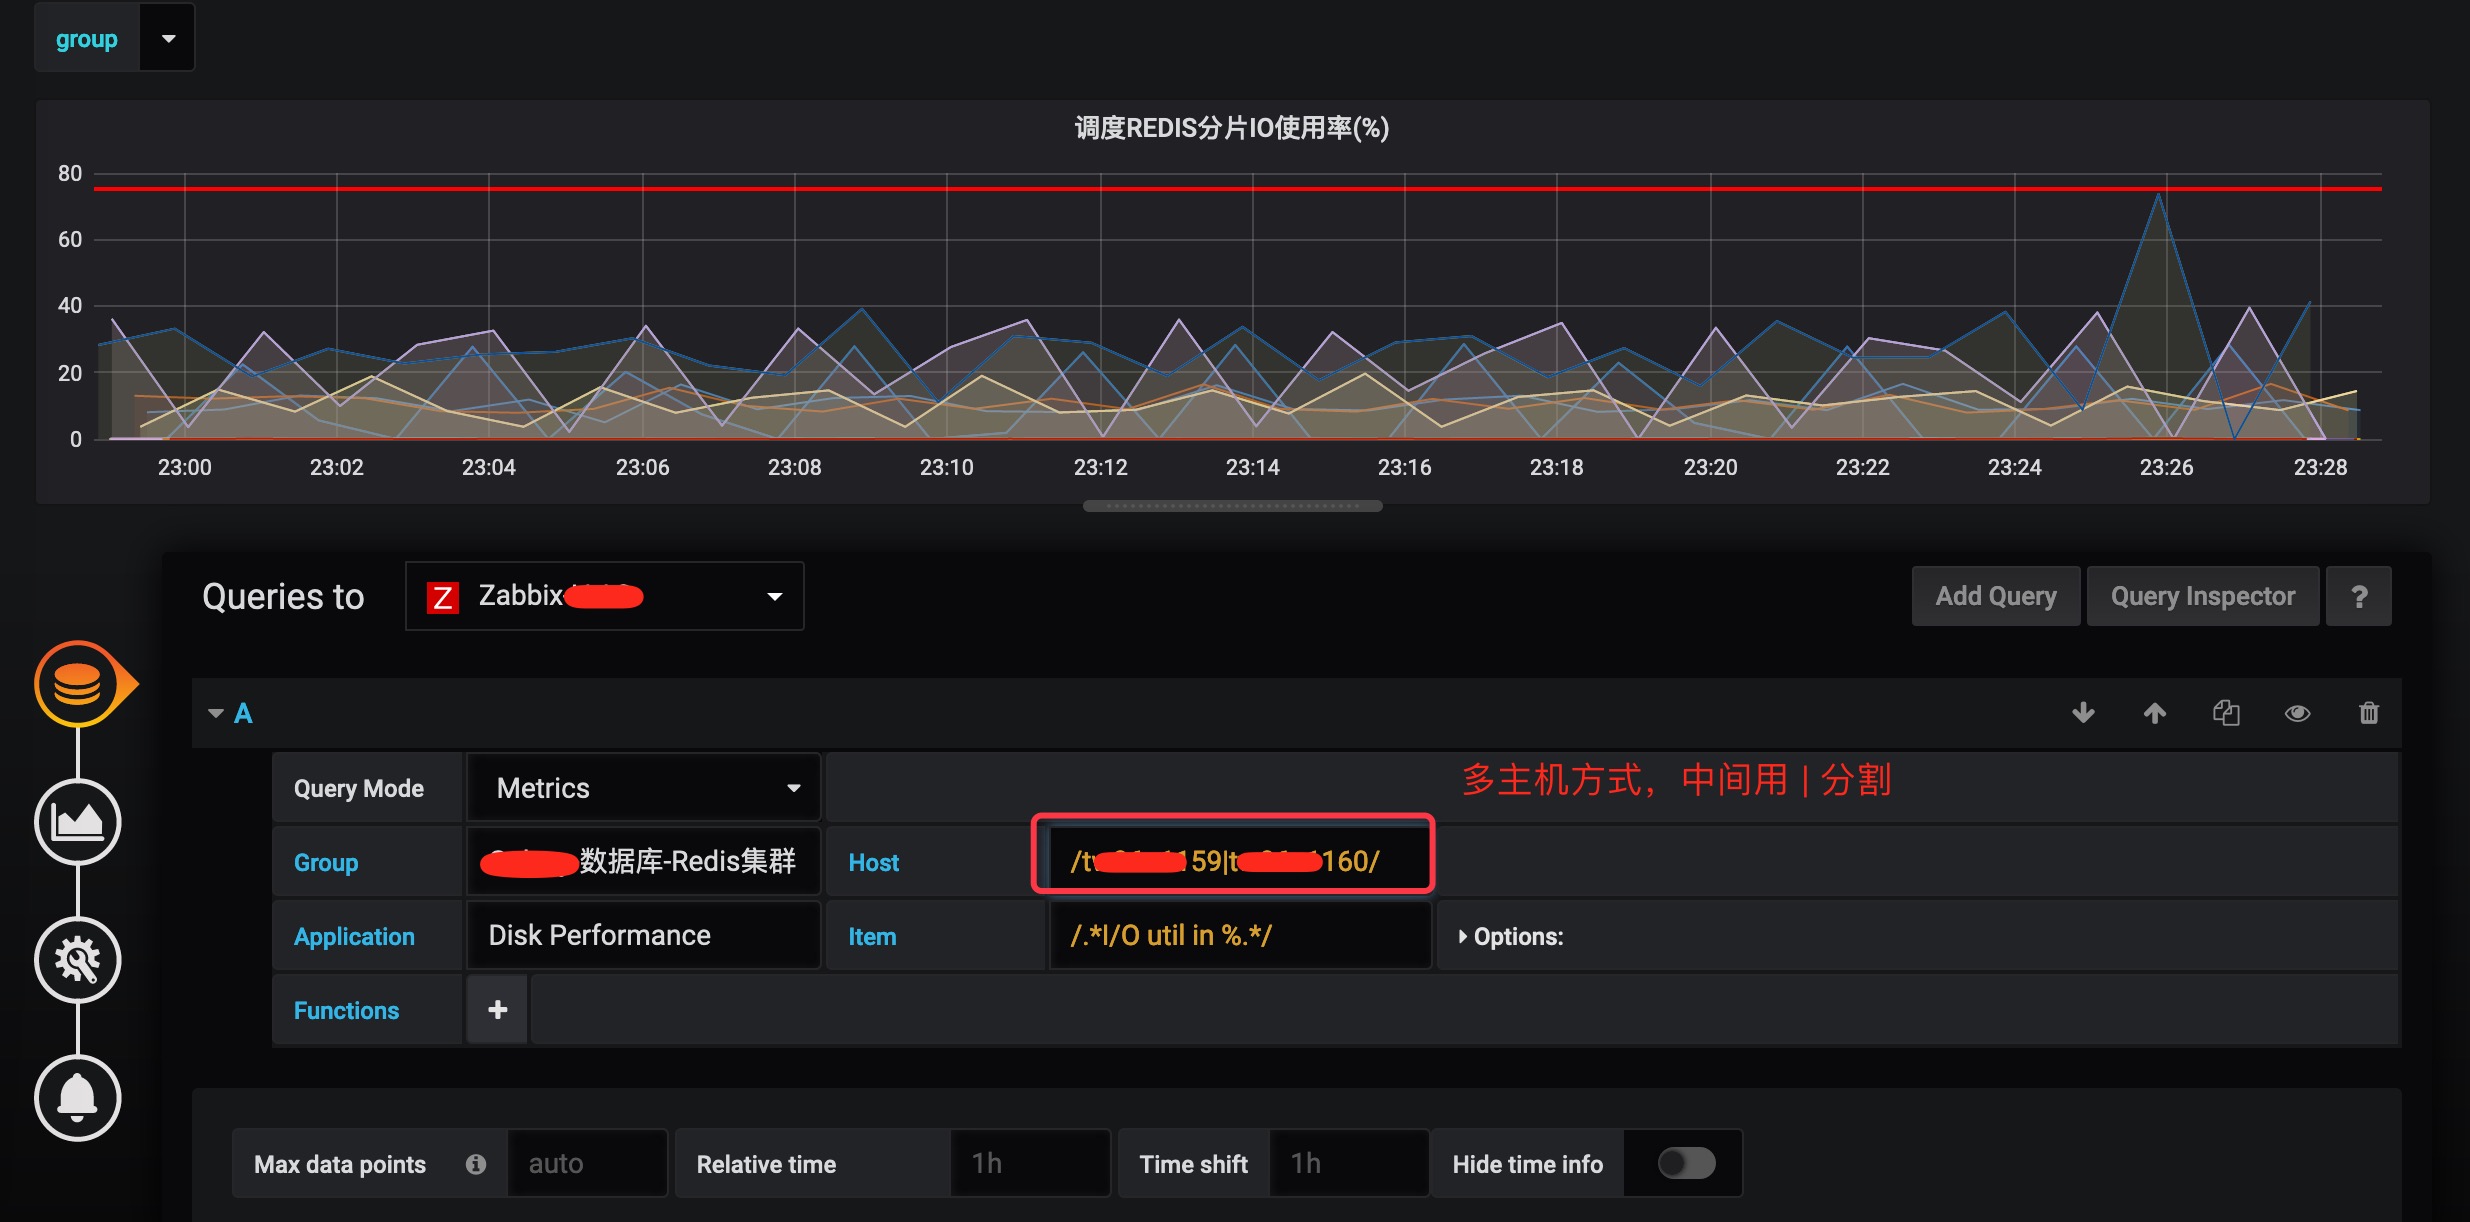 group
调度REDIS分片IO使用率(%)
80
60
40
20
0
23:00 23:02 23:04 23:06 23:08 23:10 23:12 23:14 23:16 23:18 23:20 23:22 23:24 23:26 23:28
Queries to Z Zabbix Add Query Query Inspector ?
A
Query Mode Metrics 多主机方式，中间用 | 分割
Group 数据库-Redis集群 Host /t 59|t 160/
Application Disk Performance Item /.*I/O util in %.*/ Options:
Functions +
Max data points auto Relative time 1h Time shift 1h Hide time info